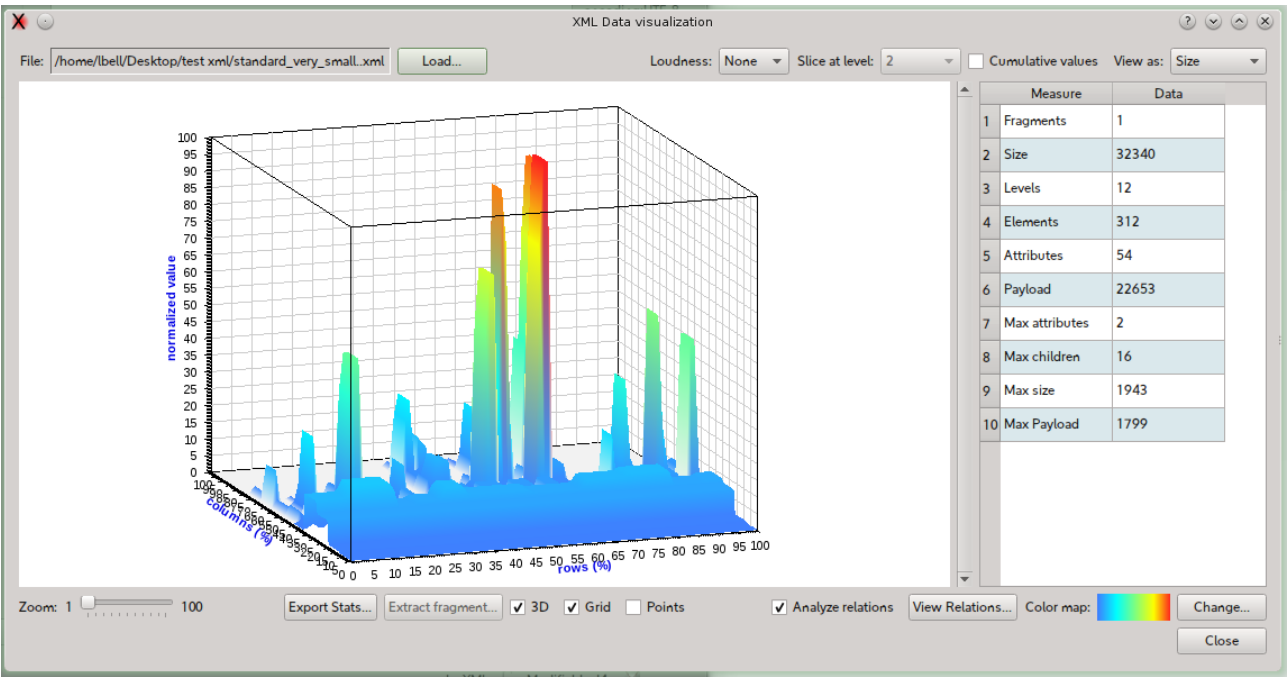 XML Data visualization
File: /home/lbell/Desktop/test xml/standard_very_small..xml Load... Loudness: None Slice at level: 2 Cumulative values View as: Size
Measure Data
1 Fragments 1
2 Size 32340
3 Levels 12
4 Elements 312
5 Attributes 54
6 Payload 22653
7 Max attributes 2
8 Max children 16
9 Max size 1943
10 Max Payload 1799
normalized value
100
95
90
85
80
75
70
65
60
55
50
45
40
35
30
25
20
15
10
5
0
columns (%)
0 5 10 15 20 25 30 35 40 45 50 55 60 65 70 75 80 85 90 95 100
rows (%)
Zoom: 1 100 Export Stats... Extract fragment... 3D Grid Points Analyze relations View Relations... Color map: Change...
Close